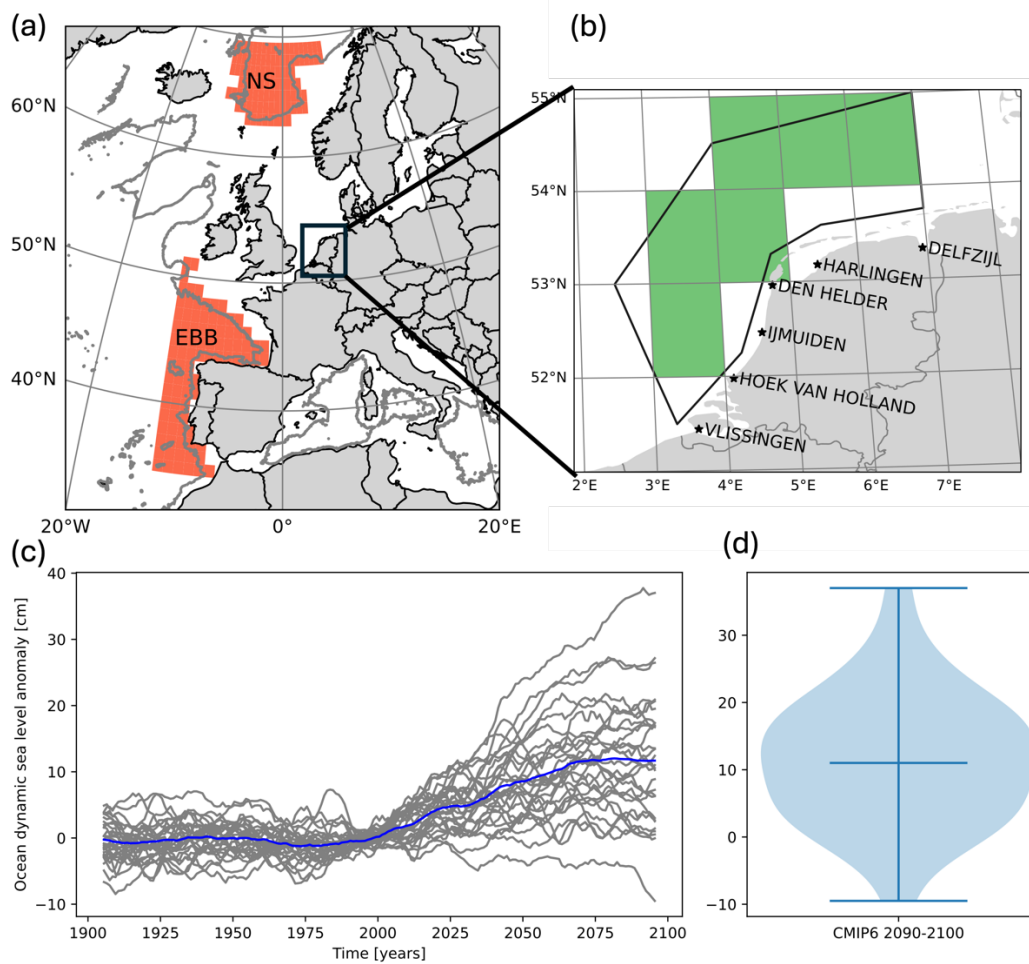 (a)
NS
60°N
50°N
EBB
40°N
20°W
0°
20°E
(b)
55°N
54°N
DELFZIJL
HARLINGEN
53°N
DEN HELDER
IJMUIDEN
52°N
HOEK VAN HOLLAND
VLISSINGEN
2°E
3°E
4°E
5°E
6°E
7°E
(c)
Ocean dynamic sea level anomaly [cm]
40
30
20
10
0
−10
1900
1925
1950
1975
2000
2025
2050
2075
2100
Time [years]
(d)
30
20
10
0
−10
CMIP6 2090-2100